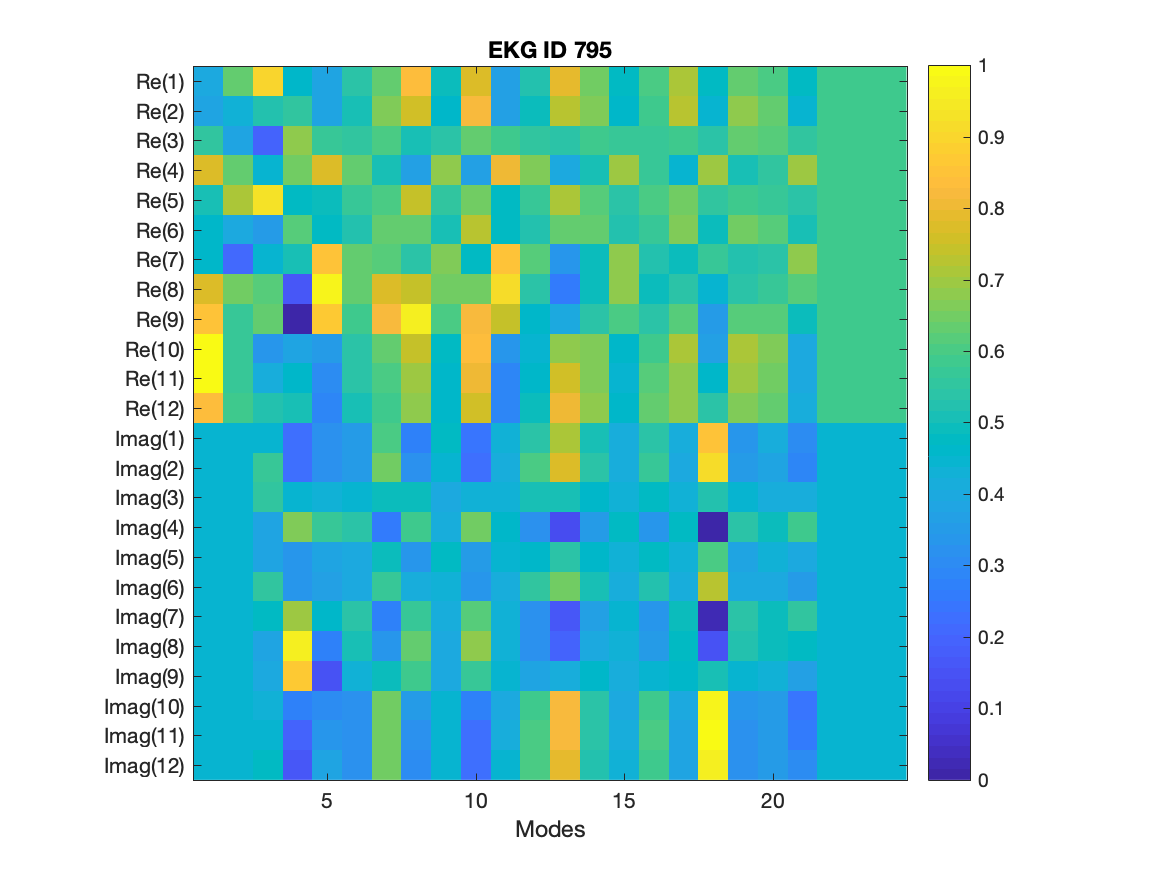 EKG ID 795
Re(1)
Re(2)
Re(3)
Re(4)
Re(5)
Re(6)
Re(7)
Re(8)
Re(9)
Re(10)
Re(11)
Re(12)
Imag(1)
Imag(2)
Imag(3)
Imag(4)
Imag(5)
Imag(6)
Imag(7)
Imag(8)
Imag(9)
Imag(10)
Imag(11)
Imag(12)
5
10
15
20
Modes
1
0.9
0.8
0.7
0.6
0.5
0.4
0.3
0.2
0.1
0